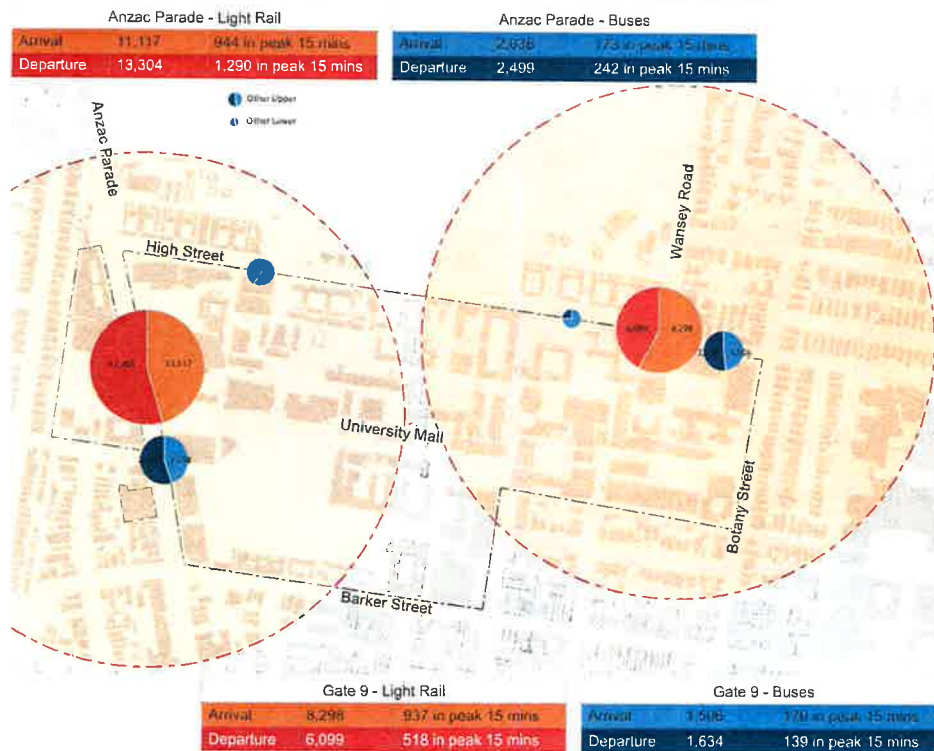 Anzac Parade - Light Rail
Arrival 11,117 944 in peak 15 mins
Departure 13,304 1,290 in peak 15 mins
Anzac Parade - Buses
Arrival 2,038 173 in peak 15 mins
Departure 2,499 242 in peak 15 mins
Other Upper
Other Lower
Anzac Parade
High Street
Wansey Road
11,117
8,298
6,099
University Mall
Botany Street
Barker Street
Gate 9 - Light Rail
Arrival 8,298 937 in peak 15 mins
Departure 6,099 518 in peak 15 mins
Gate 9 - Buses
Arrival 1,506 170 in peak 15 mins
Departure 1,634 139 in peak 15 mins